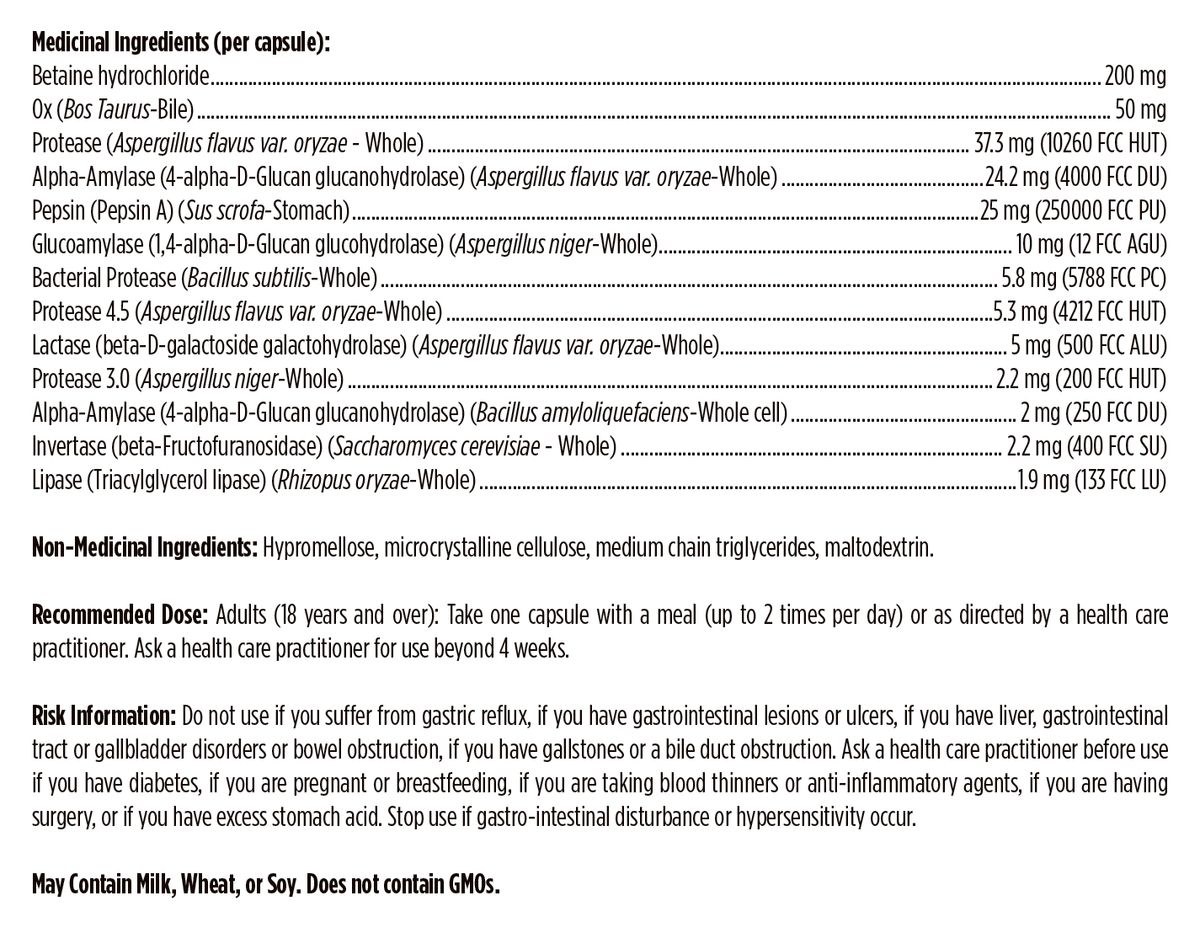 Medicinal Ingredients (per capsule):
Betaine hydrochloride........................................................................................................................200 mg
Ox (Bos Taurus-Bile)........................................................................................................................50 mg
Protease (Aspergillus flavus var. oryzae - Whole)........................................................................37.3 mg (10260 FCC HUT)
Alpha-Amylase (4-alpha-D-Glucan glucanohydrolase) (Aspergillus flavus var. oryzae-Whole)........................24.2 mg (4000 FCC DU)
Pepsin (Pepsin A) (Sus scrofa-Stomach)........................................................................25 mg (250000 FCC PU)
Glucoamylase (1,4-alpha-D-Glucan glucohydrolase) (Aspergillus niger-Whole)................................................10 mg (12 FCC AGU)
Bacterial Protease (Bacillus subtilis-Whole)........................................................................5.8 mg (5788 FCC PC)
Protease 4.5 (Aspergillus flavus var. oryzae-Whole)........................................................................5.3 mg (4212 FCC HUT)
Lactase (beta-D-galactoside galactohydrolase) (Aspergillus flavus var. oryzae-Whole)........................................5 mg (500 FCC ALU)
Protease 3.0 (Aspergillus niger-Whole)........................................................................2.2 mg (200 FCC HUT)
Alpha-Amylase (4-alpha-D-Glucan glucanohydrolase) (Bacillus amyloliquefaciens-Whole cell)................................2 mg (250 FCC DU)
Invertase (beta-Fructofuranosidase) (Saccharomyces cerevisiae - Whole)................................................2.2 mg (400 FCC SU)
Lipase (Triacylglycerol lipase) (Rhizopus oryzae-Whole)........................................................................1.9 mg (133 FCC LU)
Non-Medicinal Ingredients: Hypromellose, microcrystalline cellulose, medium chain triglycerides, maltodextrin.
Recommended Dose: Adults (18 years and over): Take one capsule with a meal (up to 2 times per day) or as directed by a health care
practitioner. Ask a health care practitioner for use beyond 4 weeks.
Risk Information: Do not use if you suffer from gastric reflux, if you have gastrointestinal lesions or ulcers, if you have liver, gastrointestinal
tract or gallbladder disorders or bowel obstruction, if you have gallstones or a bile duct obstruction. Ask a health care practitioner before use
if you have diabetes, if you are pregnant or breastfeeding, if you are taking blood thinners or anti-inflammatory agents, if you are having
surgery, or if you have excess stomach acid. Stop use if gastro-intestinal disturbance or hypersensitivity occur.
May Contain Milk, Wheat, or Soy. Does not contain GMOs.